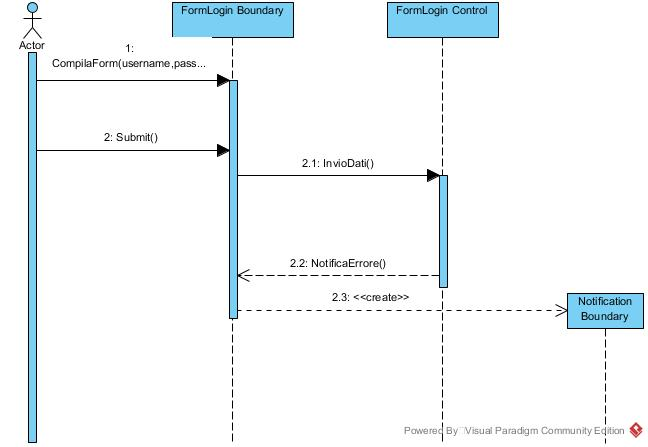 FormLogin Boundary
FormLogin Control
Actor
1:
CompilaForm(username,pass...
2: Submit()
2.1: InvioDati()
2.2: NotificaErrore()
2.3: <<create>>
Notification
Boundary
Powered By Visual Paradigm Community Edition